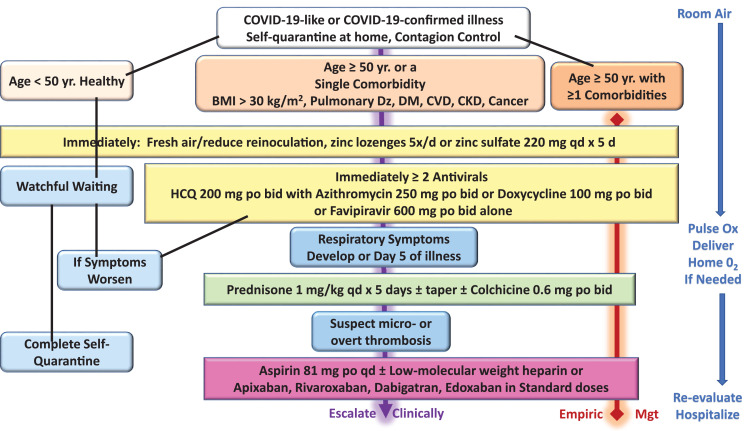 COVID-19-like or COVID-19-confirmed illness
Self-quarantine at home, Contagion Control
Room Air
Age < 50 yr. Healthy
Age ≥ 50 yr. or a
Single Comorbidity
BMI > 30 kg/m², Pulmonary Dz, DM, CVD, CKD, Cancer
Age ≥ 50 yr. with
≥1 Comorbidities
Immediately: Fresh air/reduce reinoculation, zinc lozenges 5x/d or zinc sulfate 220 mg qd x 5 d
Watchful Waiting
Immediately ≥ 2 Antivirals
HCQ 200 mg po bid with Azithromycin 250 mg po bid or Doxycycline 100 mg po bid
or Favipiravir 600 mg po bid alone
Pulse Ox
Deliver
Home 0₂
If Needed
Respiratory Symptoms
Develop or Day 5 of illness
If Symptoms
Worsen
Prednisone 1 mg/kg qd x 5 days ± taper ± Colchicine 0.6 mg po bid
Suspect micro- or
overt thrombosis
Complete Self-
Quarantine
Aspirin 81 mg po qd ± Low-molecular weight heparin or
Apixaban, Rivaroxaban, Dabigatran, Edoxaban in Standard doses
Re-evaluate
Hospitalize
Escalate Clinically
Empiric Mgt